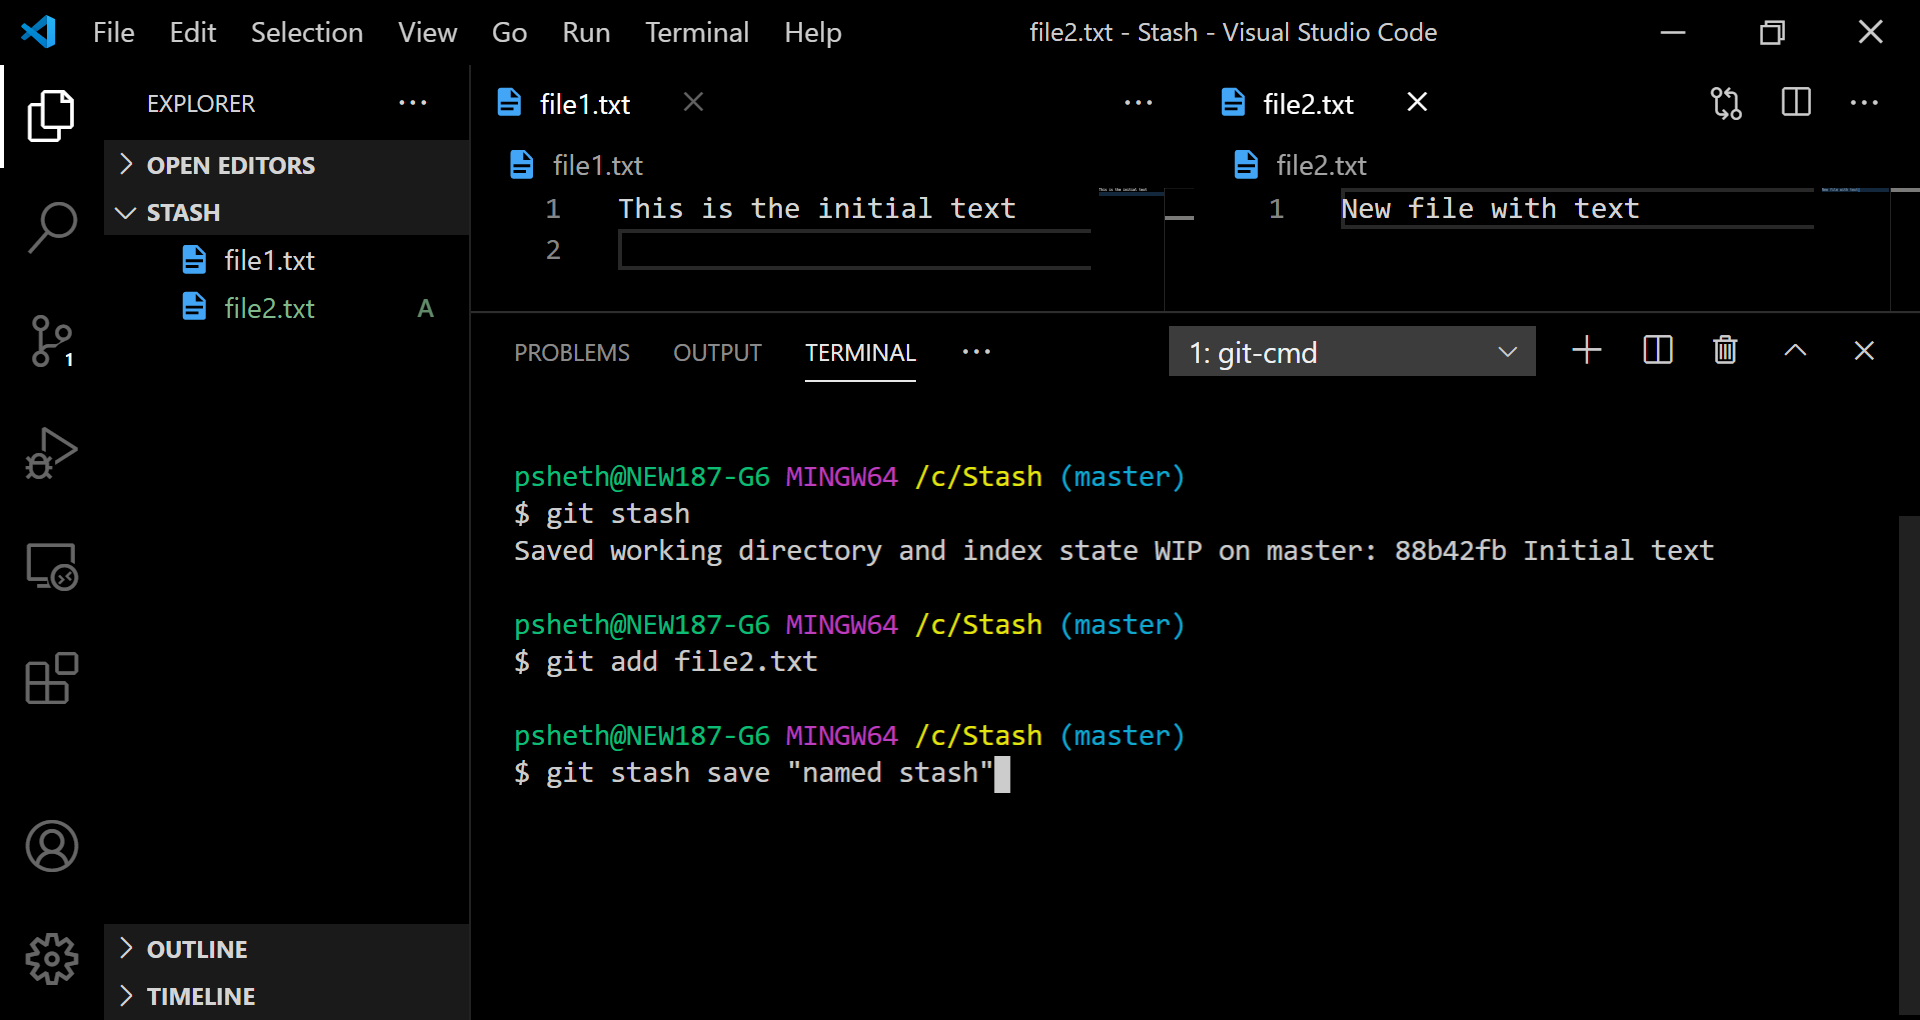 File Edit Selection View Go Run Terminal Help file2.txt - Stash - Visual Studio Code
EXPLORER
OPEN EDITORS
STASH
file1.txt
file2.txt A
1
OUTLINE
TIMELINE
file1.txt
file1.txt
1 This is the initial text
2
file2.txt
file2.txt
1 New file with text
PROBLEMS OUTPUT TERMINAL 1: git-cmd
psheth@NEW187-G6 MINGW64 /c/Stash (master)
$ git stash
Saved working directory and index state WIP on master: 88b42fb Initial text
psheth@NEW187-G6 MINGW64 /c/Stash (master)
$ git add file2.txt
psheth@NEW187-G6 MINGW64 /c/Stash (master)
$ git stash save "named stash"